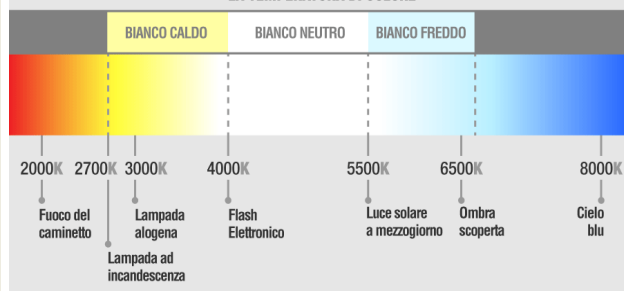 BIANCO CALDO BIANCO NEUTRO BIANCO FREDDO
2000K 2700K 3000K 4000K 5500K 6500K 8000K
Fuoco del
caminetto
Lampada ad
incandescenza
Lampada
alogena
Flash
Elettronico
Luce solare
a mezzogiorno
Ombra
scoperta
Cielo
blu